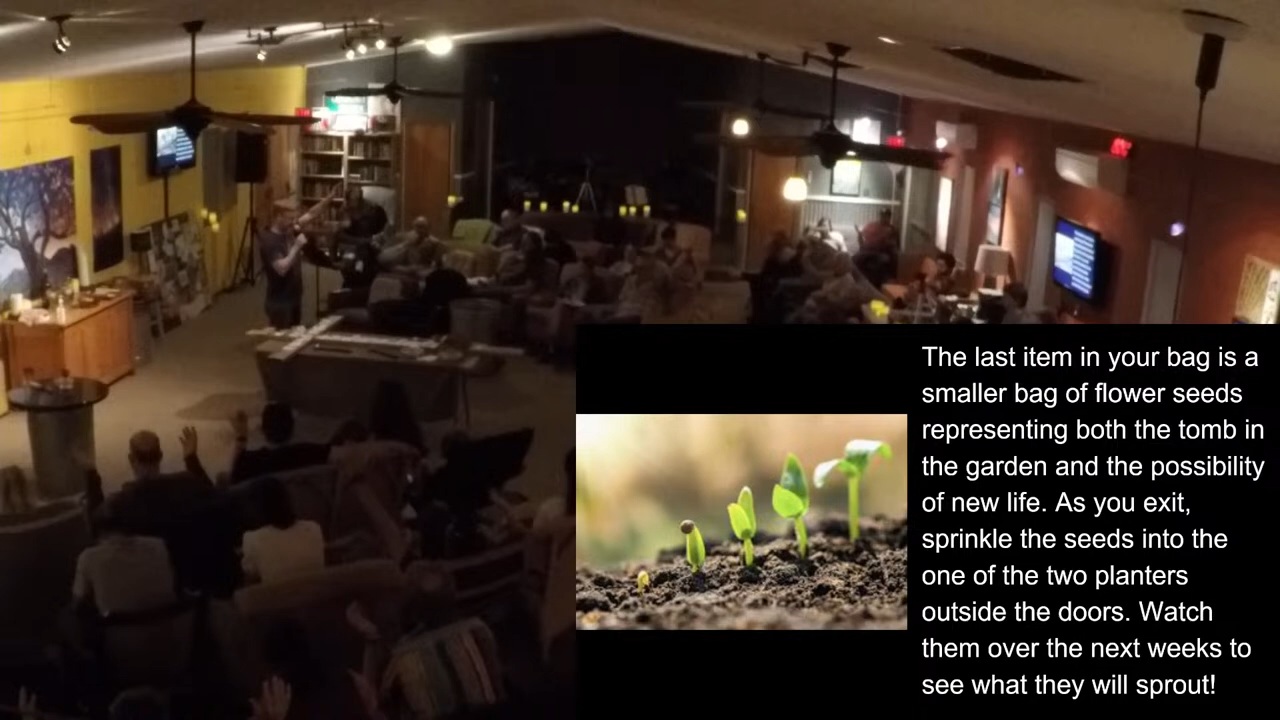 The last item in your bag is a
smaller bag of flower seeds
representing both the tomb in
the garden and the possibility
of new life. As you exit,
sprinkle the seeds into the
one of the two planters
outside the doors. Watch
them over the next weeks to
see what they will sprout!